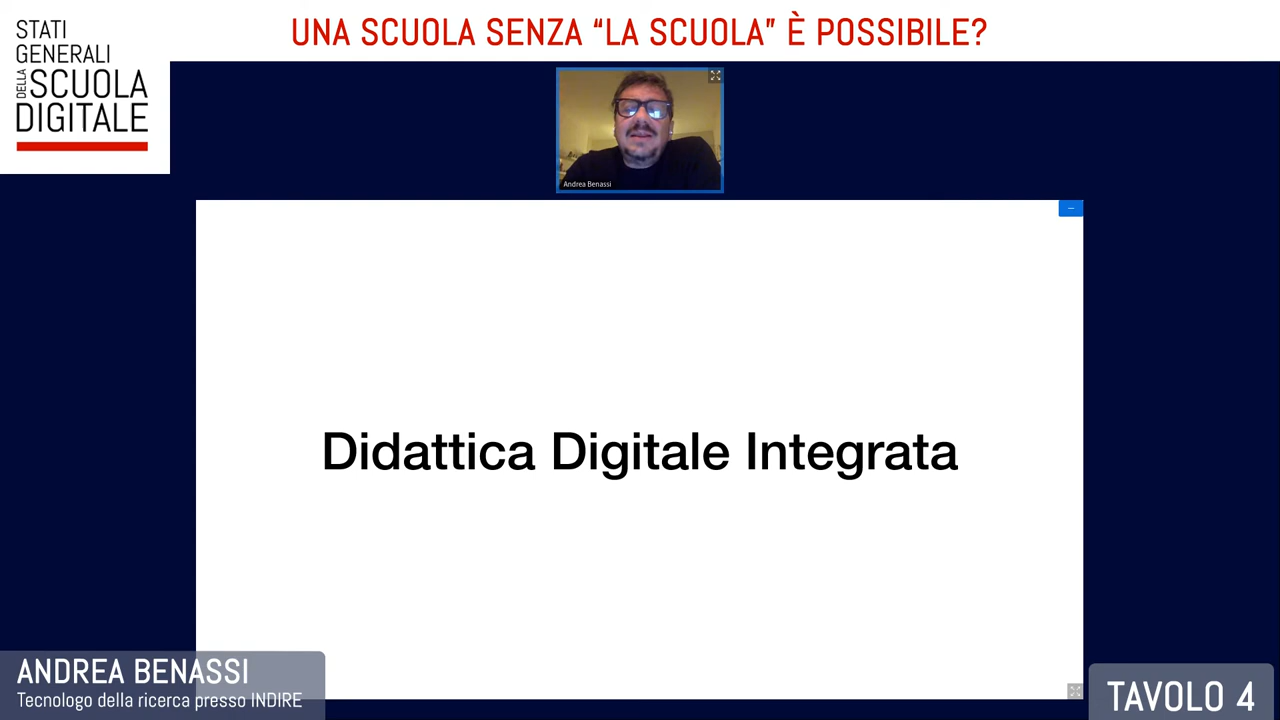 UNA SCUOLA SENZA “LA SCUOLA” È POSSIBILE?
STATI
GENERALI
DELLA SCUOLA
DIGITALE
Andrea Benassi
Didattica Digitale Integrata
ANDREA BENASSI
Tecnologo della ricerca presso INDIRE
TAVOLO 4